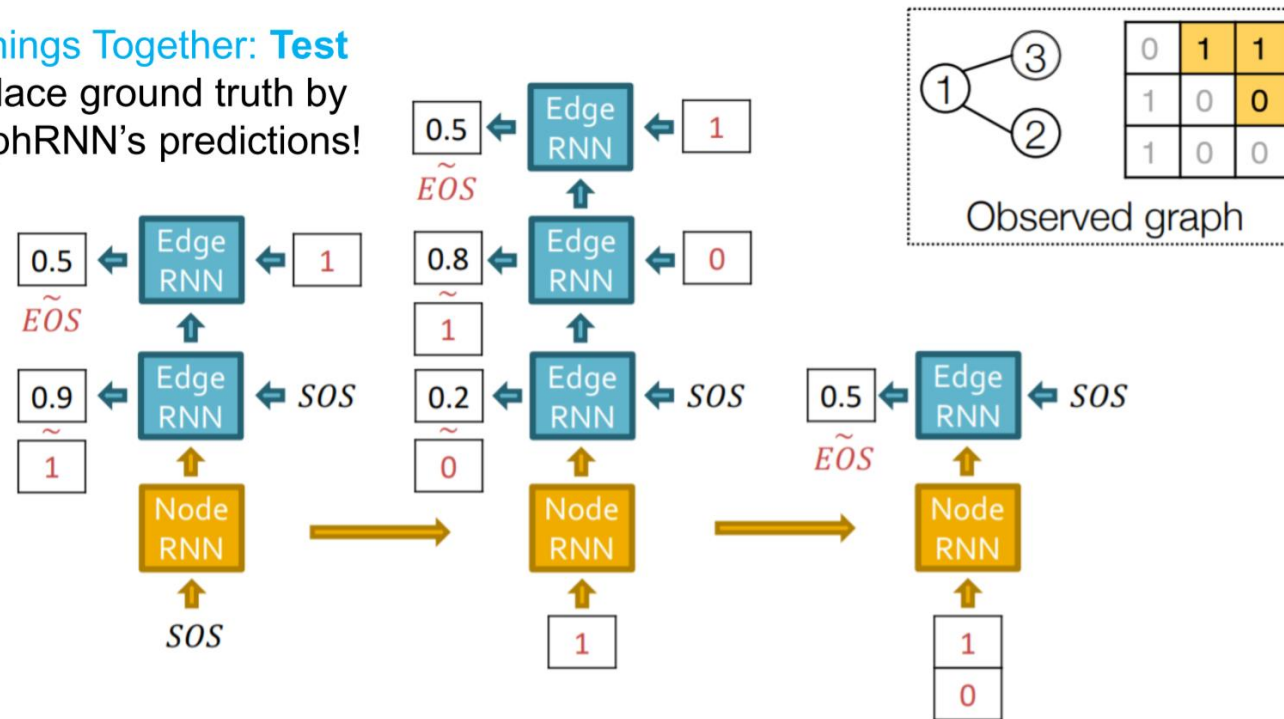 nings Together: Test
lace ground truth by
phRNN's predictions!
3
1
2
0 1 1
1 0 0
1 0 0
Observed graph
0.5
Edge
RNN
1
EOS
0.9
Edge
RNN
SOS
1
Node
RNN
SOS
0.5
Edge
RNN
1
EOS
0.8
Edge
RNN
0
1
0.2
Edge
RNN
SOS
0
Node
RNN
1
0.5
Edge
RNN
SOS
EOS
Node
RNN
1
0